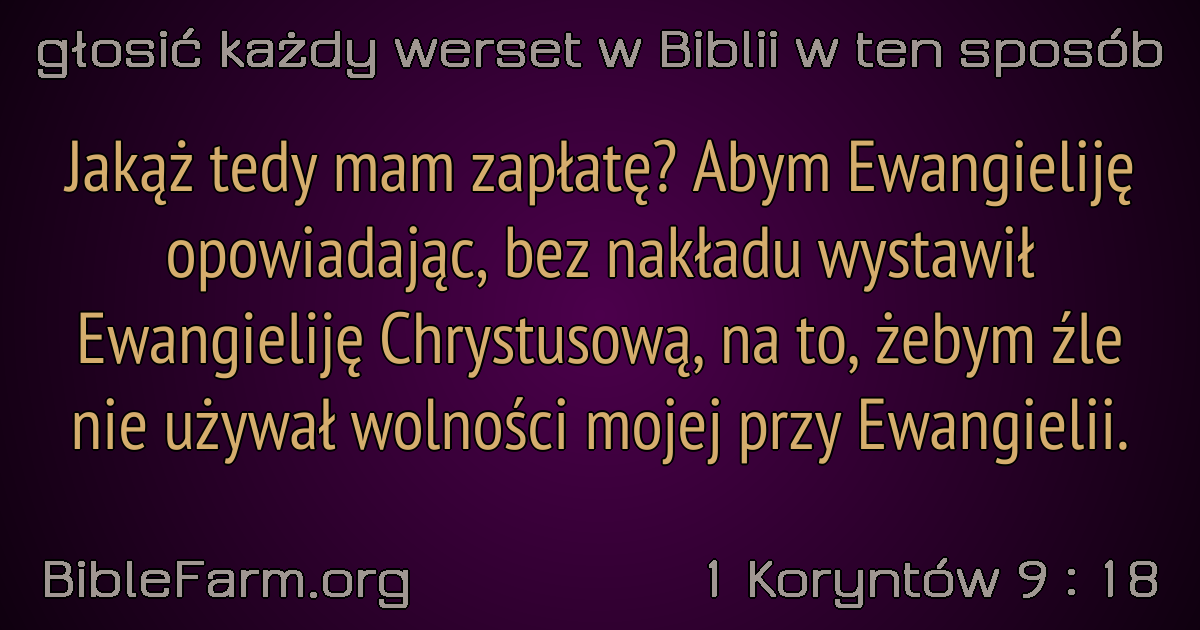 głosić każdy werset w Biblii w ten sposób
Jakąż tedy mam zapłatę? Abym Ewangieliję
opowiadając, bez nakładu wystawił
Ewangieliję Chrystusową, na to, żebym źle
nie używał wolności mojej przy Ewangielii.
BibleFarm.org
1 Koryntów 9 : 18